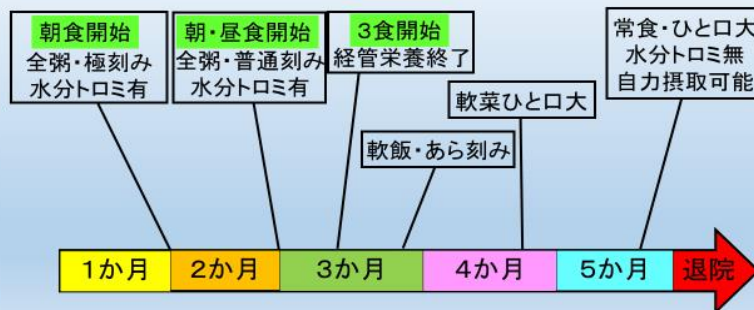 朝食開始
全粥・極刻み
水分トロミ有
朝・昼食開始
全粥・普通刻み
水分トロミ有
3食開始
経管栄養終了
軟飯・あら刻み
軟菜ひと口大
常食・ひと口大
水分トロミ無
自力摂取可能
1か月
2か月
3か月
4か月
5か月
退院